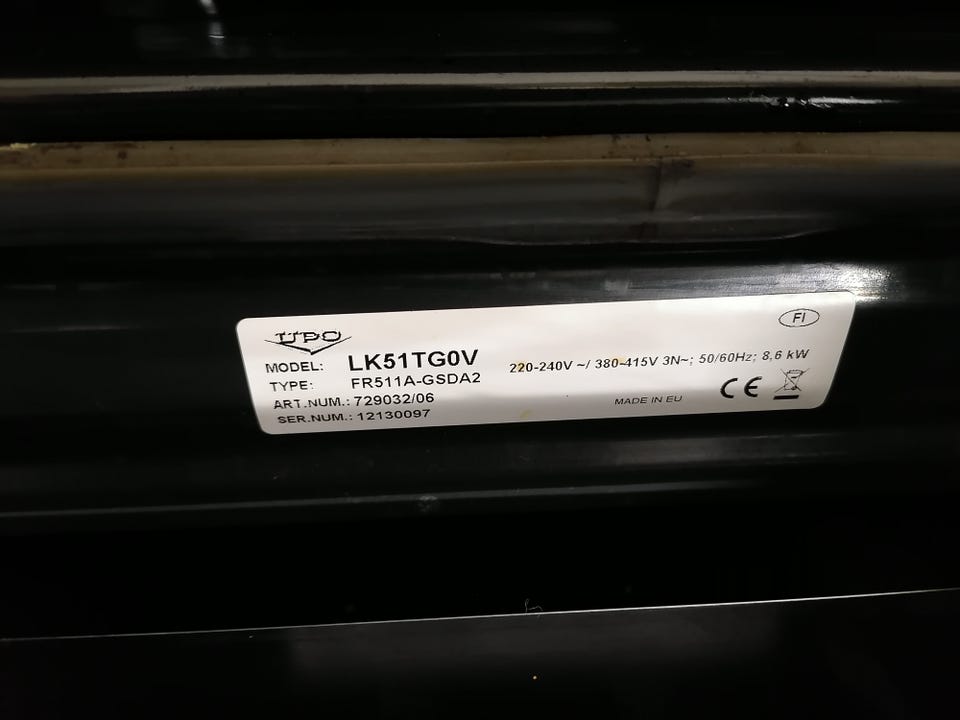 UPO
FI
MODEL: LK51TG0V
TYPE: FR511A-GSDA2
ART.NUM.: 729032/06
SER.NUM.: 12130097
220-240V ~/ 380-415V 3N~; 50/60Hz; 8,6 kW
MADE IN EU
CE